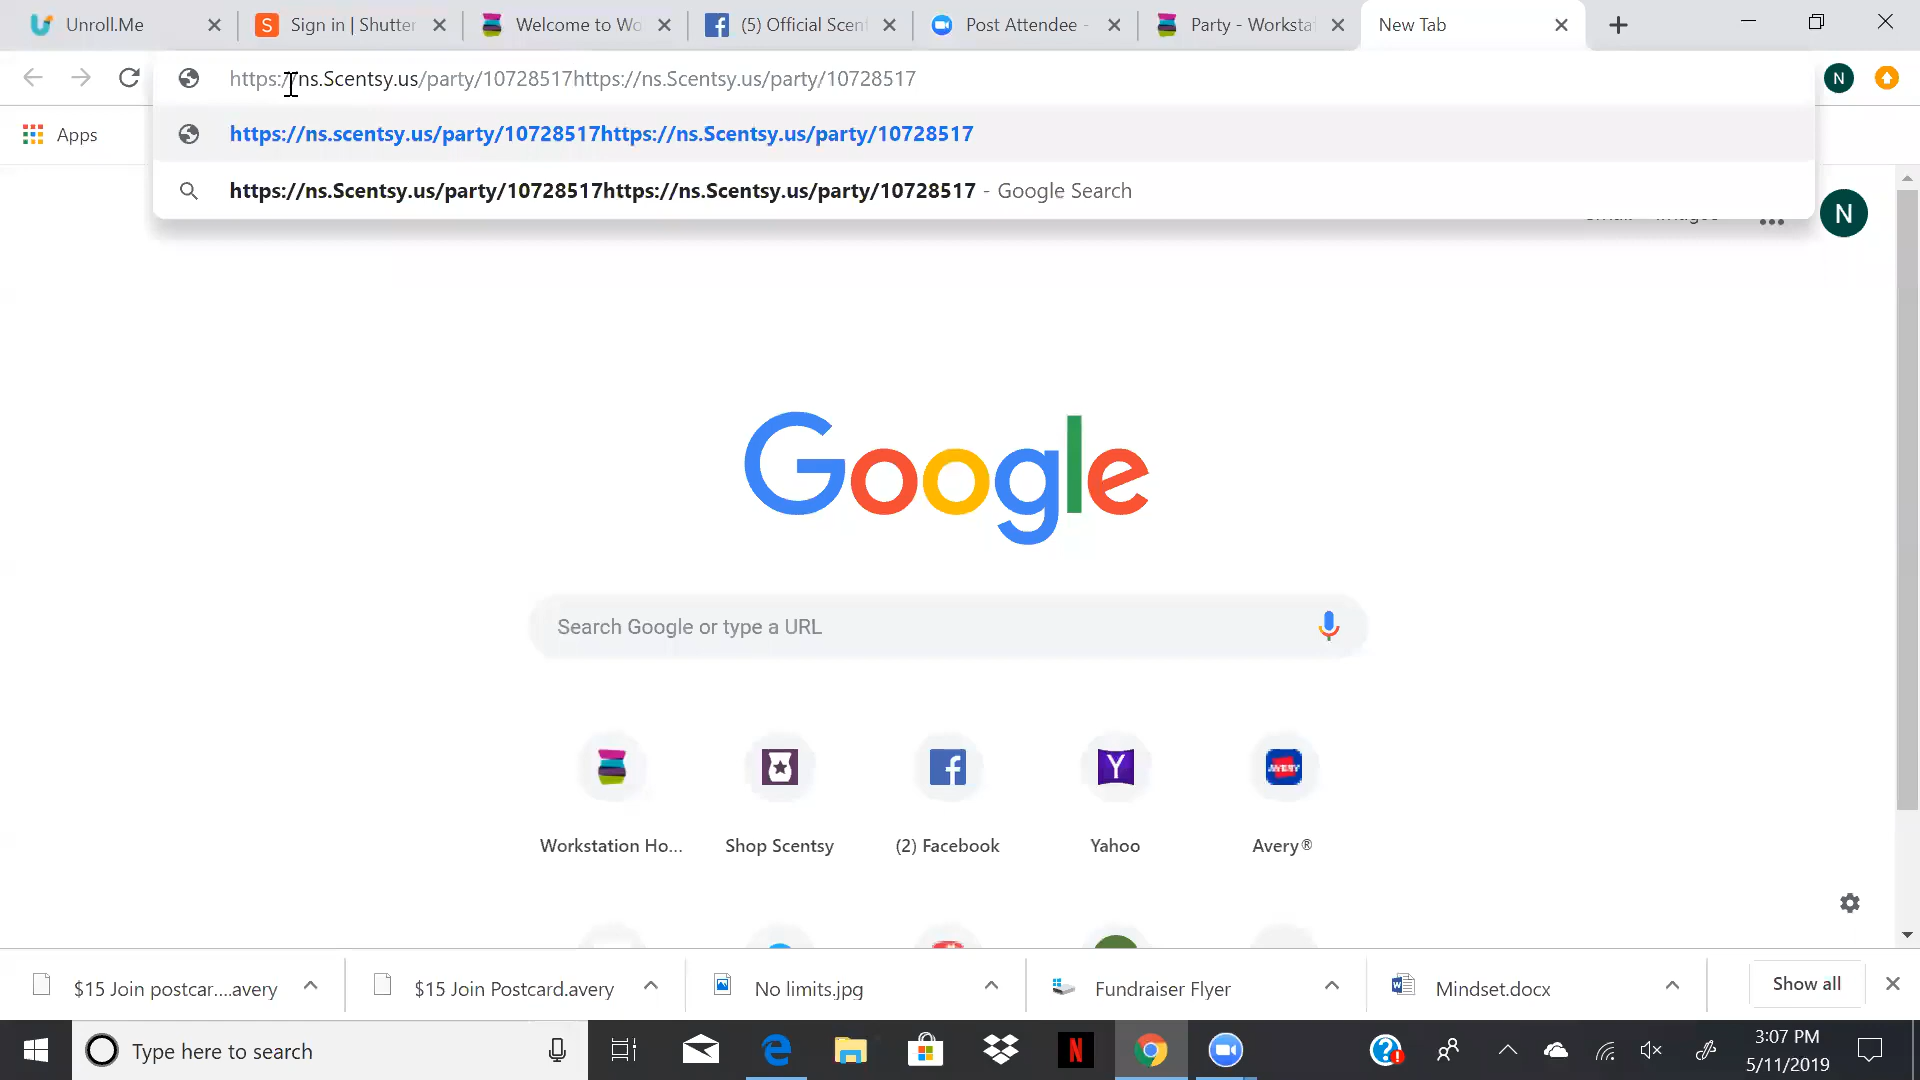 Unroll.Me
Sign in | Shutter
Welcome to Wo
(5) Official Scen
Post Attendee -
Party - Worksta
New Tab
https://ns.Scentsy.us/party/10728517https://ns.Scentsy.us/party/10728517
N
https://ns.scentsy.us/party/10728517https://ns.Scentsy.us/party/10728517
Apps
https://ns.Scentsy.us/party/10728517https://ns.Scentsy.us/party/10728517 - Google Search
N
Google
Search Google or type a URL
Workstation Ho...
Shop Scentsy
(2) Facebook
Yahoo
Avery®
$15 Join postcar....avery
$15 Join Postcard.avery
No limits.jpg
Fundraiser Flyer
Mindset.docx
Show all
Type here to search
3:07 PM
5/11/2019